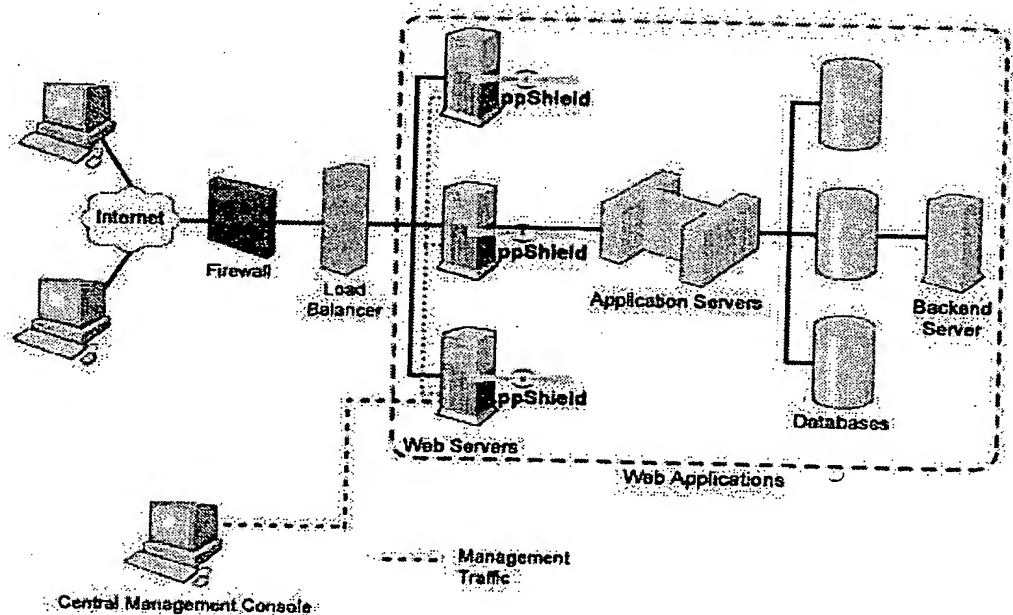 AppShield
Internet
Firewall
Load
Balancer
AppShield
Application Servers
Backend
Server
AppShield
Web Servers
Databases
Web Applications
Management
Traffic
Central Management Console